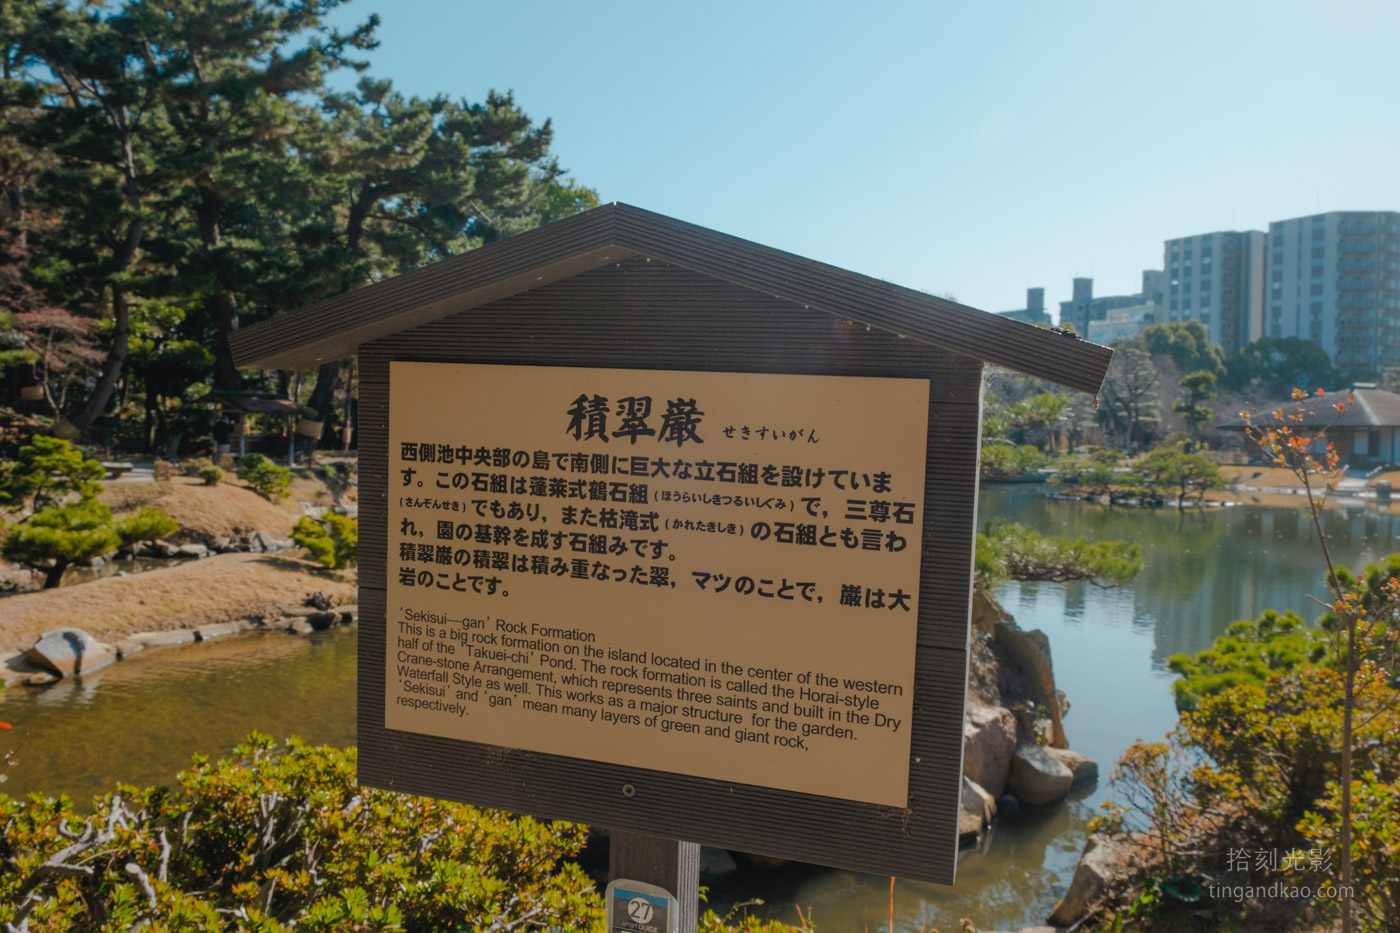 積翠巌 せきすいがん
西側池中央部の島で南側に巨大な立石組を設けていま
す。この石組は蓬莱式鶴石組(ほうらいしきつるいしぐみ)で，三尊石
(さんぞんせき)でもあり，また枯滝式(かれたきしき)の石組とも言わ
れ，園の基幹を成す石組みです。
積翠巌の積翠は積み重なった翠，マツのことで，巌は大
岩のことです。
‘Sekisui—gan’ Rock Formation
This is a big rock formation on the island located in the center of the western
half of the ‘Takuei-chi’ Pond. The rock formation is called the Horai-style
Crane-stone Arrangement, which represents three saints and built in the Dry
Waterfall Style as well. This works as a major structure for the garden.
‘Sekisui’ and ‘gan’ mean many layers of green and giant rock,
respectively.
27
smart GUIDE
拾刻光影
tingandkao.com